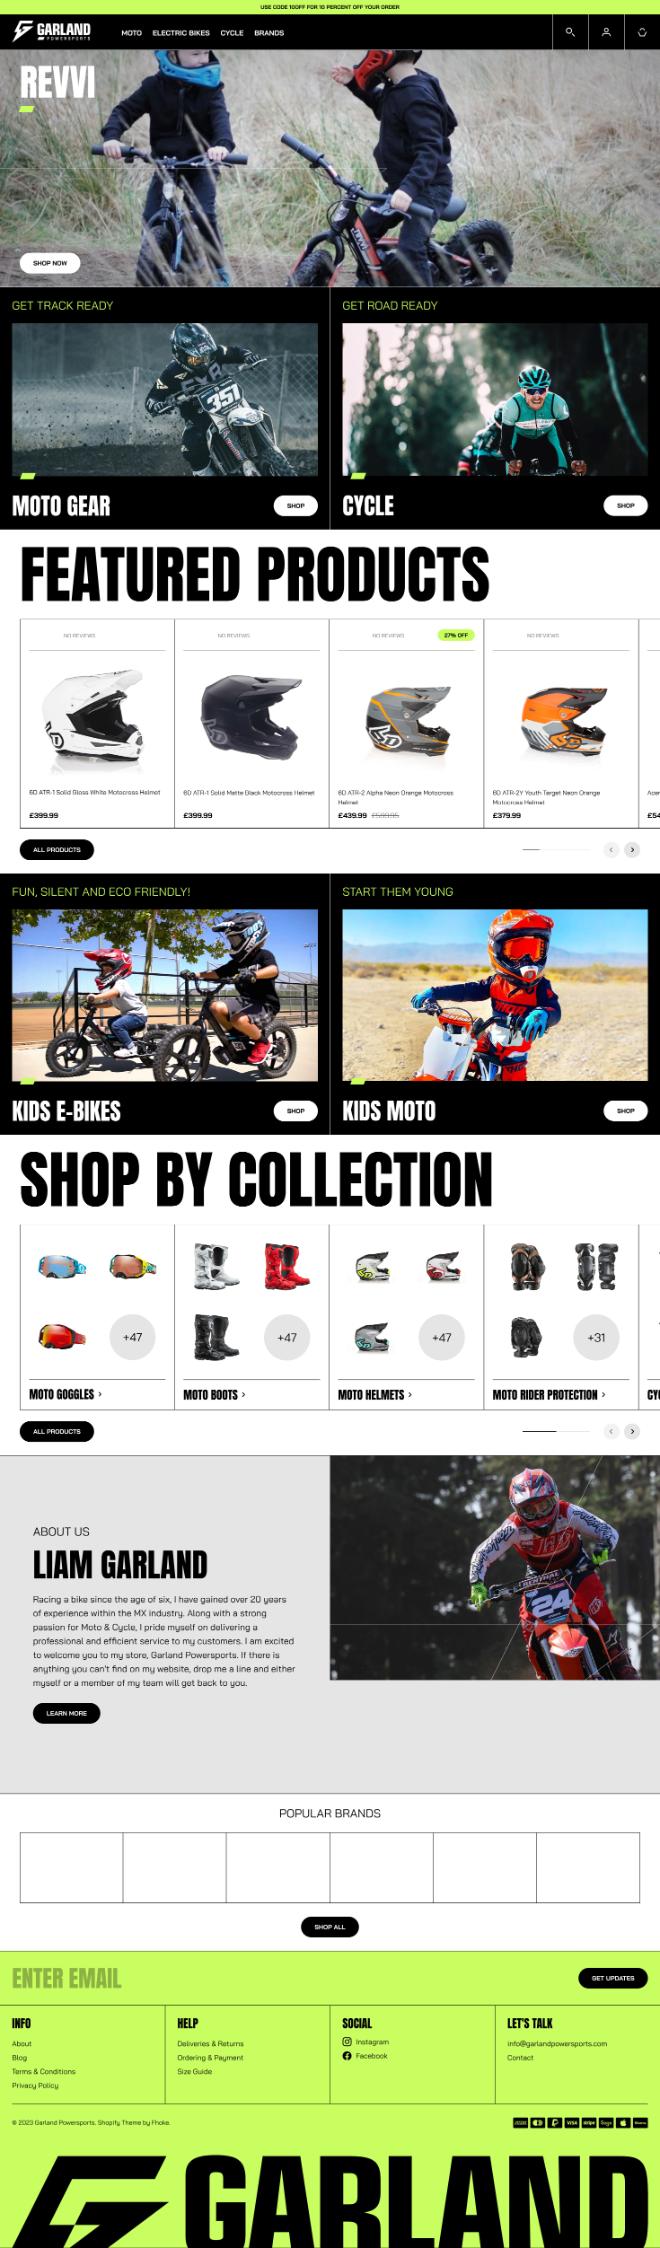 USE CODE 10OFF FOR 10 PERCENT OFF YOUR ORDER
GARLAND
POWERSPORTS
MOTO ELECTRIC BIKES CYCLE BRANDS
REVVI
SHOP NOW
GET TRACK READY
351
MOTO GEAR
SHOP
GET ROAD READY
CYCLE
SHOP
FEATURED PRODUCTS
NO REVIEWS
6D ATR-1 Solid Gloss White Motocross Helmet
£399.99
NO REVIEWS
6D ATR-1 Solid Matte Black Motocross Helmet
£399.99
NO REVIEWS
27% OFF
6D ATR-2 Alpha Neon Orange Motocross
Helmet
£439.99
NO REVIEWS
6D ATR-2Y Youth Target Neon Orange
Motocross Helmet
£379.99
ALL PRODUCTS
FUN, SILENT AND ECO FRIENDLY!
KIDS E-BIKES
SHOP
START THEM YOUNG
KIDS MOTO
SHOP
SHOP BY COLLECTION
+47
MOTO GOGGLES
+47
MOTO BOOTS
+47
MOTO HELMETS
+31
MOTO RIDER PROTECTION
ALL PRODUCTS
ABOUT US
LIAM GARLAND
Racing a bike since the age of six, I have gained over 20 years
of experience within the MX industry. Along with a strong
passion for Moto & Cycle, I pride myself on delivering a
professional and efficient service to my customers. I am excited
to welcome you to my store, Garland Powersports. If there is
anything you can't find on my website, drop me a line and either
myself or a member of my team will get back to you.
LEARN MORE
RENTHAL
24
POPULAR BRANDS
SHOP ALL
ENTER EMAIL
GET UPDATES
INFO
About
Blog
Terms & Conditions
Privacy Policy
HELP
Deliveries & Returns
Ordering & Payment
Size Guide
SOCIAL
Instagram
Facebook
LET'S TALK
info@garlandpowersports.com
Contact
© 2023 Garland Powersports. Shopify Theme by Fhoke.
VISA stripe
GARLAND